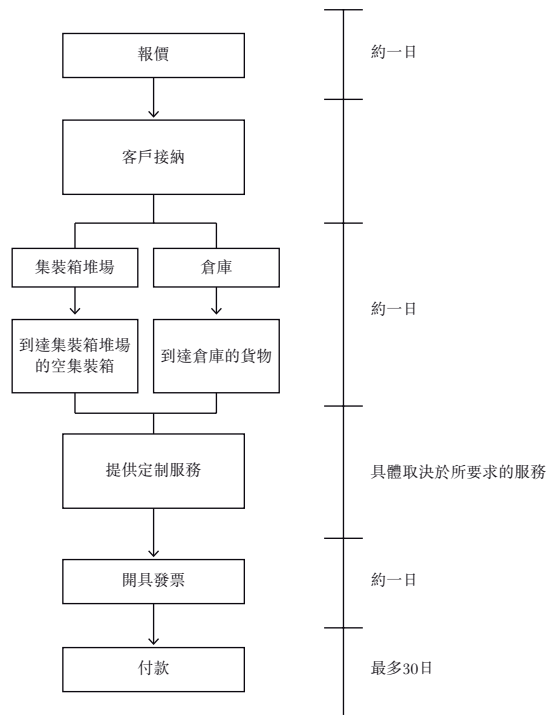 報價
約一日
客戶接納
集裝箱堆場
倉庫
約一日
到達集裝箱堆場
的空集裝箱
到達倉庫的貨物
提供定制服務
具體取決於所要求的服務
開具發票
約一日
付款
最多30日